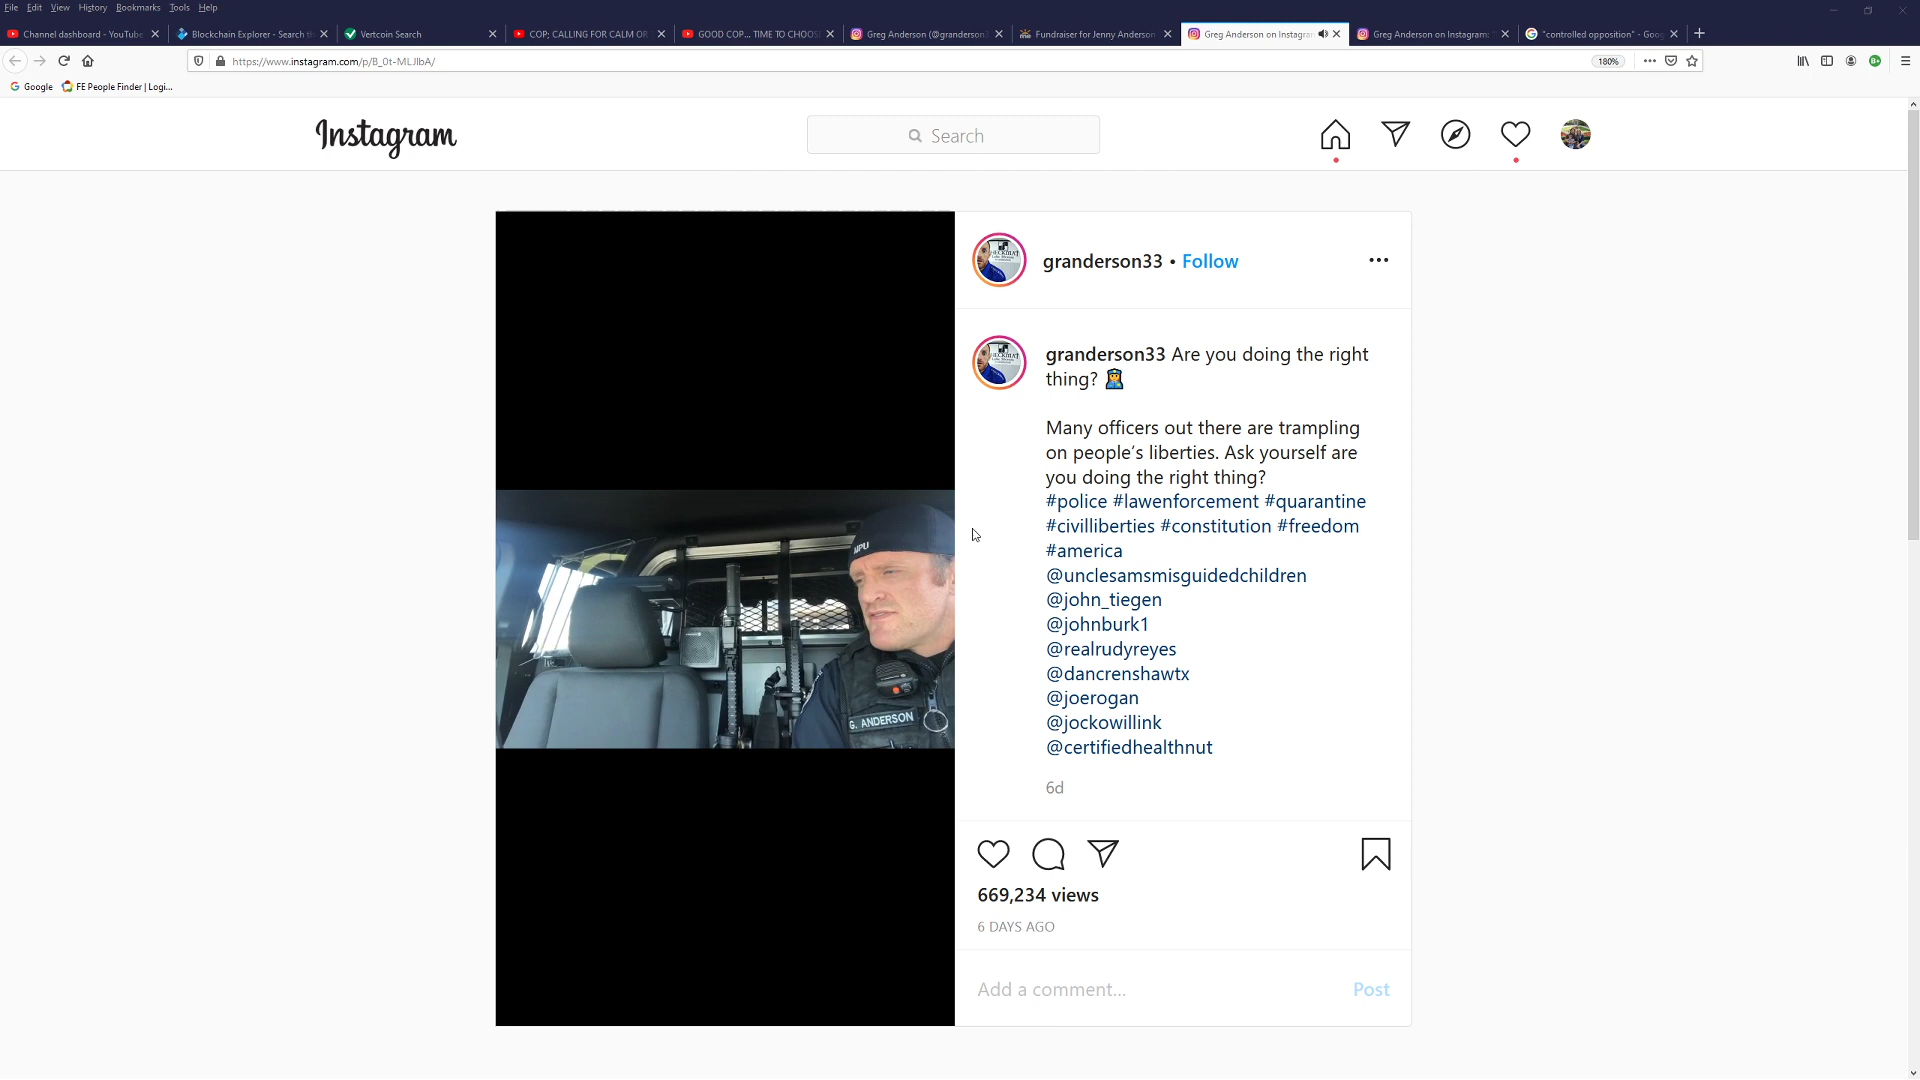 File Edit View History Bookmarks Tools Help
Channel dashboard - YouTube
Blockchain Explorer - Search th
Vertcoin Search
COP; CALLING FOR CALM OR
GOOD COP... TIME TO CHOOS
Greg Anderson (@granderson3
Fundraiser for Jenny Anderson
Greg Anderson on Instagram
Greg Anderson on Instagram: "
"controlled opposition" - Goog
https://www.instagram.com/p/B_0t-MLJlbA/
180%
Google
FE People Finder | Logi...
Instagram
Search
granderson33 • Follow
granderson33 Are you doing the right
thing?
Many officers out there are trampling
on people's liberties. Ask yourself are
you doing the right thing?
#police #lawenforcement #quarantine
#civilliberties #constitution #freedom
#america
@unclesamsmisguidedchildren
@john_tiegen
@johnburk1
@realrudyreyes
@dancrenshawtx
@joerogan
@jockowillink
@certifiedhealthnut
6d
G. ANDERSON
669,234 views
6 DAYS AGO
Add a comment...
Post